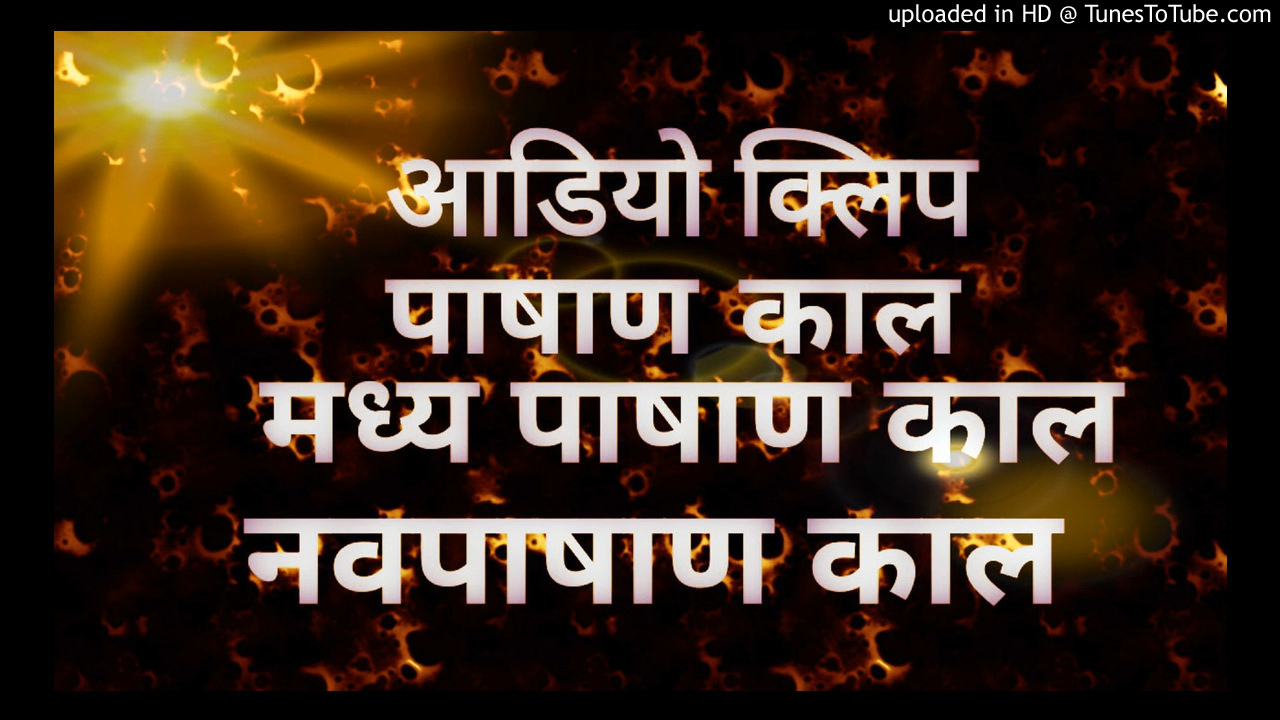 uploaded in HD @ TunesToTube.com
आडियो क्लिप
पाषाण काल
मध्य पाषाण काल
नवपाषाण काल